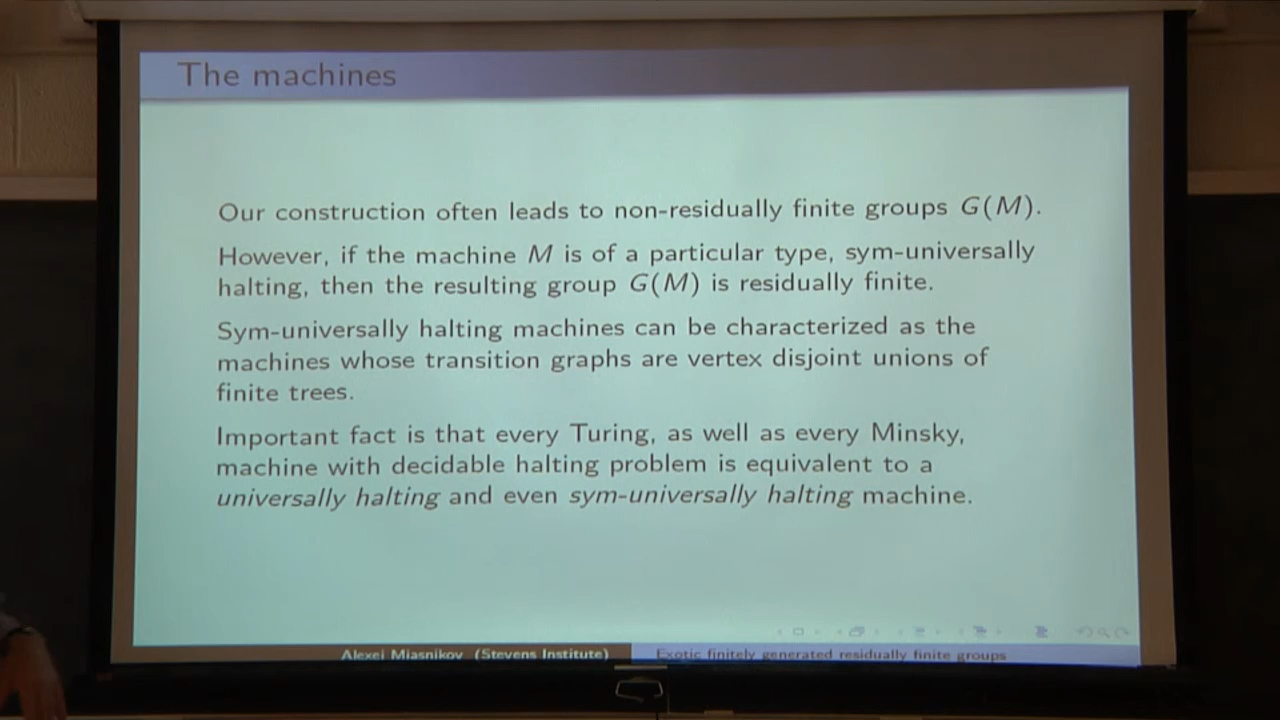 The machines
Our construction often leads to non-residually finite groups G(M).
However, if the machine M is of a particular type, sym-universally
halting, then the resulting group G(M) is residually finite.
Sym-universally halting machines can be characterized as the
machines whose transition graphs are vertex disjoint unions of
finite trees.
Important fact is that every Turing, as well as every Minsky,
machine with decidable halting problem is equivalent to a
universally halting and even sym-universally halting machine.
Alexei Miasnikov (Stevens Institute)
Exotic finitely generated residually finite groups